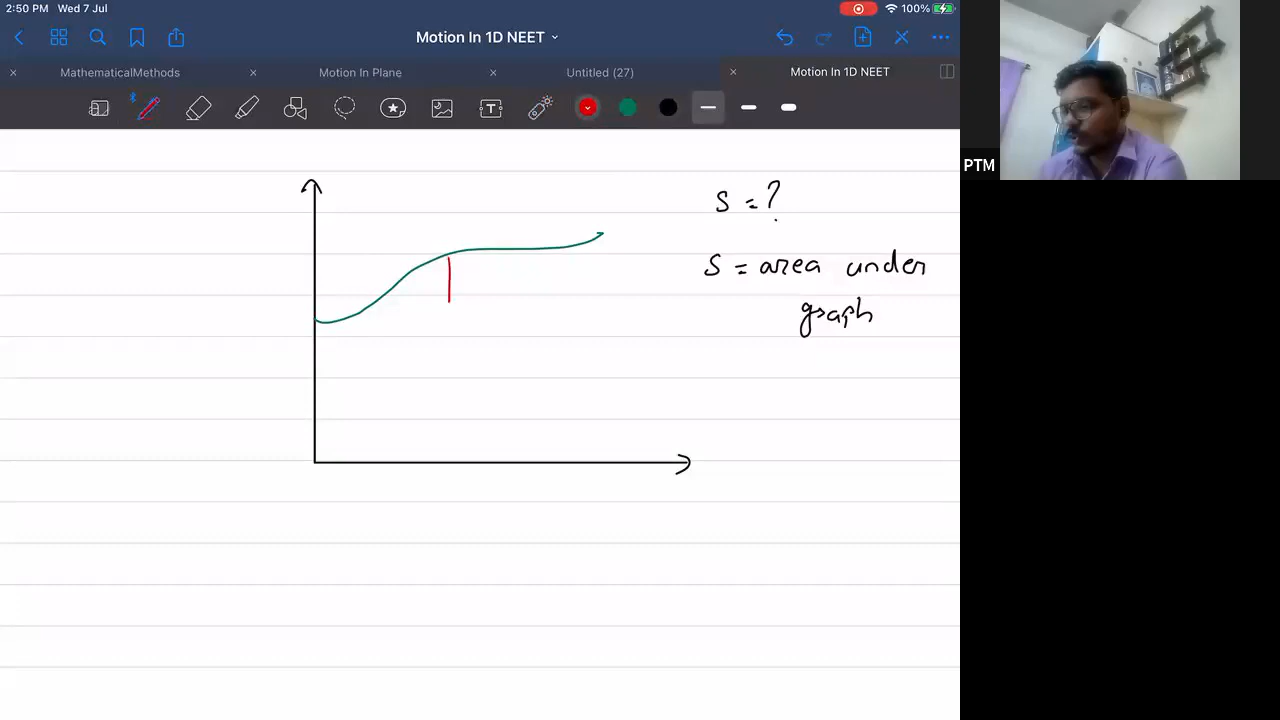 2:50 PM Wed 7 Jul
100%
Motion In 1D NEET
MathematicalMethods
Motion In Plane
Untitled (27)
Motion In 1D NEET
T
PTM
s = ?
s = area under
graph